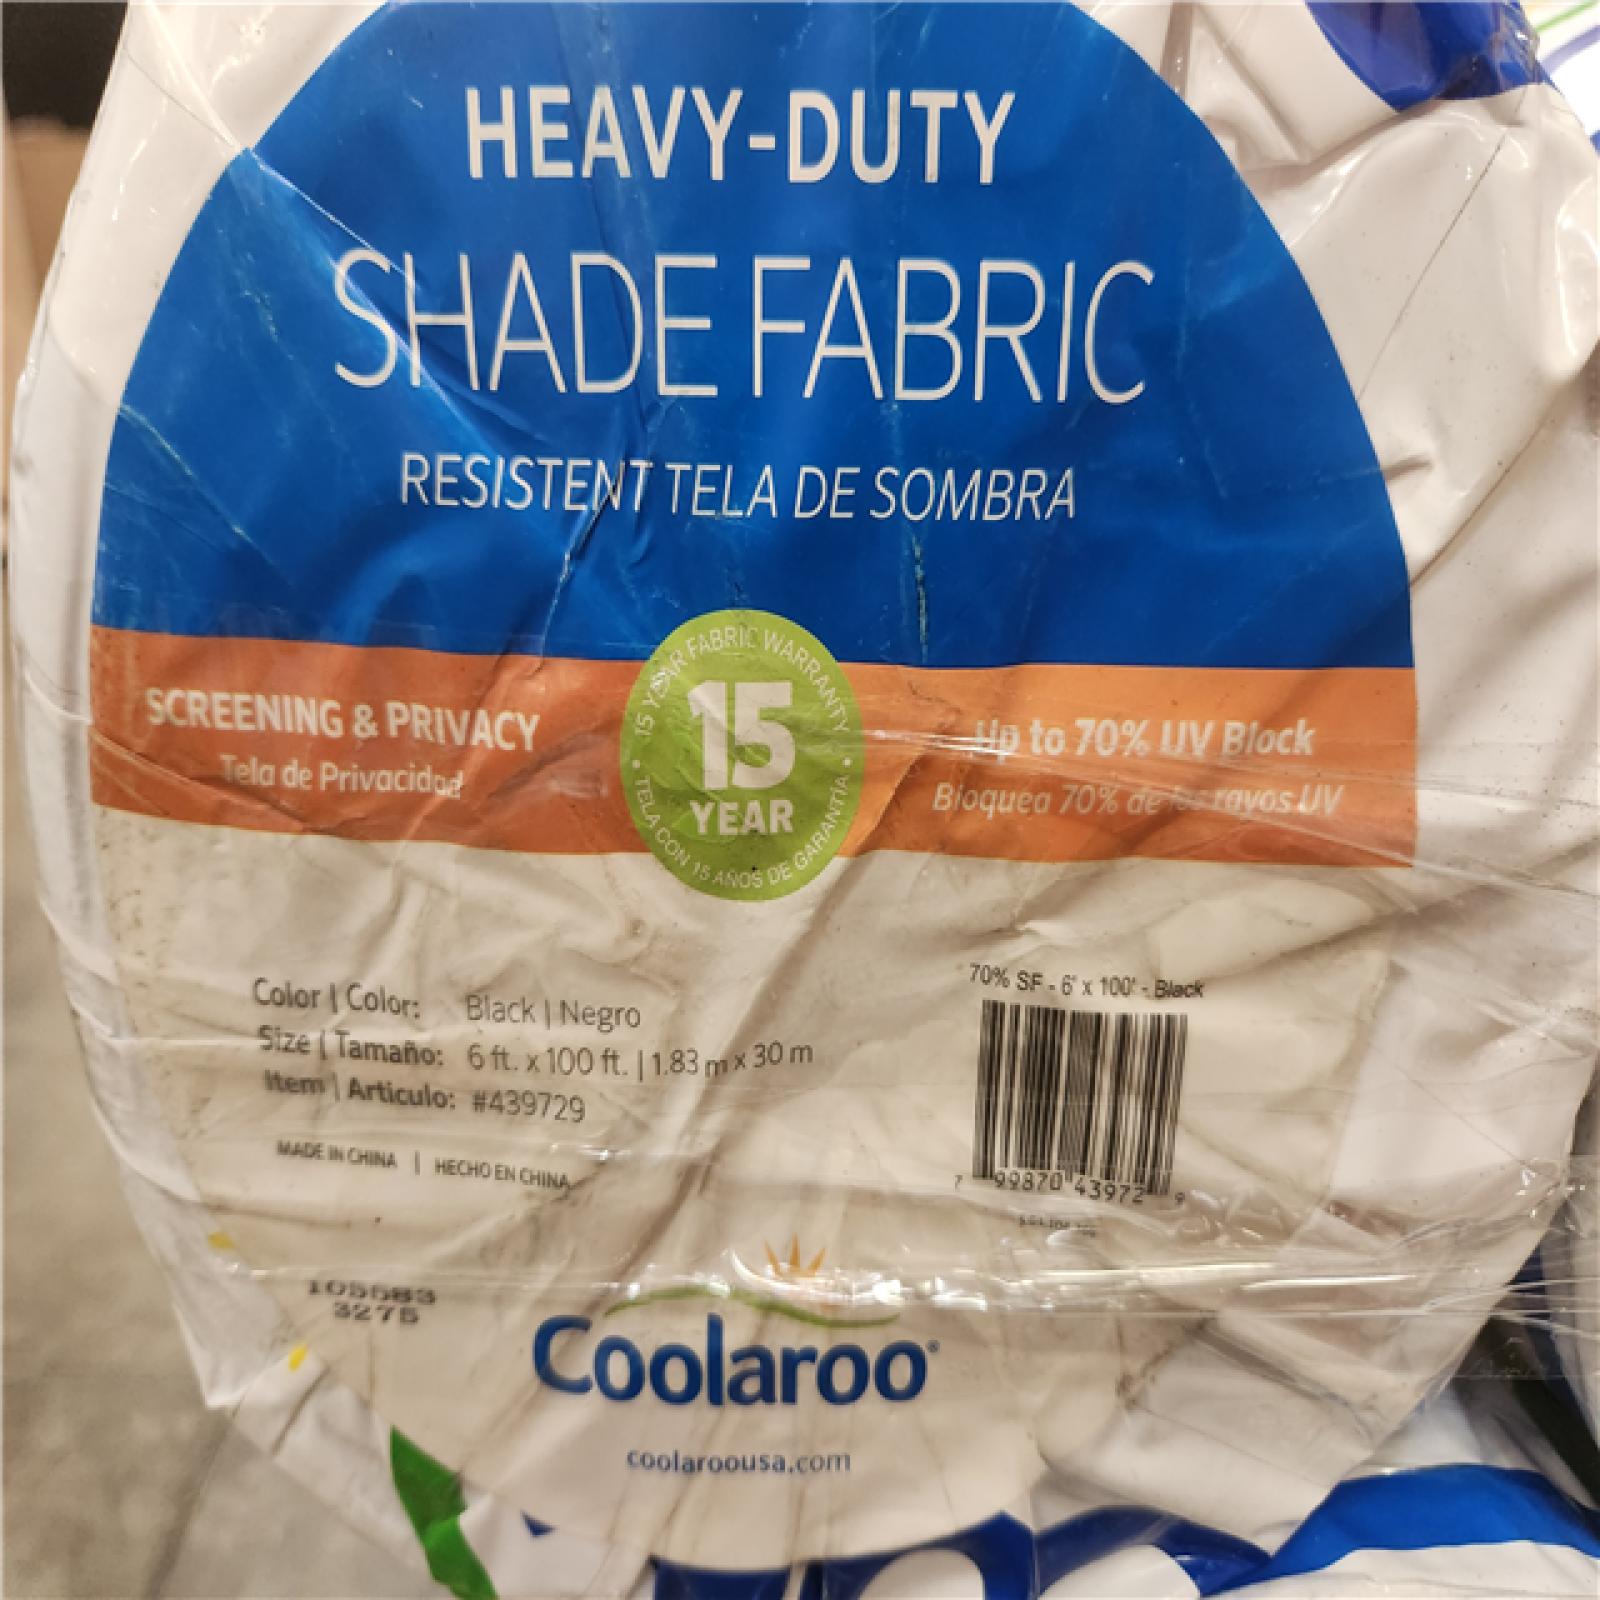 HEAVY-DUTY
SHADE FABRIC
RESISTENT TELA DE SOMBRA
SCREENING & PRIVACY
Tela de Privacidad
15 YEAR FABRIC WARRANTY
15
YEAR
TELA CON 15 AÑOS DE GARANTÍA
Up to 70% UV Block
Bloquea 70% de los rayos UV
Color | Color: Black | Negro
Size | Tamaño: 6 ft. x 100 ft. | 1.83 m x 30 m
Item | Articulo: #439729
MADE IN CHINA | HECHO EN CHINA
70% SF - 6' x 100' - Black
7 99870 43972 9
105583
3275
Coolaroo®
coolaroousa.com